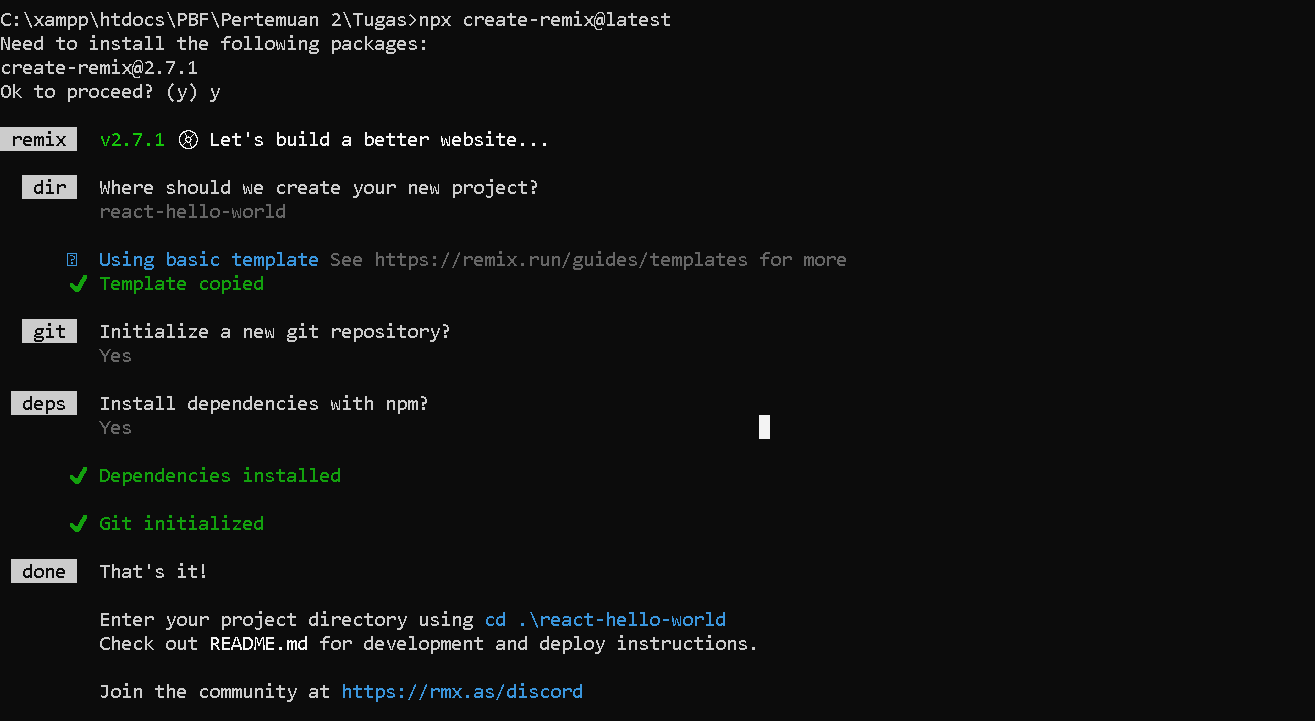 C:\xampp\htdocs\PBF\Pertemuan 2\Tugas>npx create-remix@latest
Need to install the following packages:
create-remix@2.7.1
Ok to proceed? (y) y
remix v2.7.1 Let's build a better website...
dir Where should we create your new project?
react-hello-world
Using basic template See https://remix.run/guides/templates for more
✔ Template copied
git Initialize a new git repository?
Yes
deps Install dependencies with npm?
Yes
✔ Dependencies installed
✔ Git initialized
done That's it!
Enter your project directory using cd .\react-hello-world
Check out README.md for development and deploy instructions.
Join the community at https://rmx.as/discord